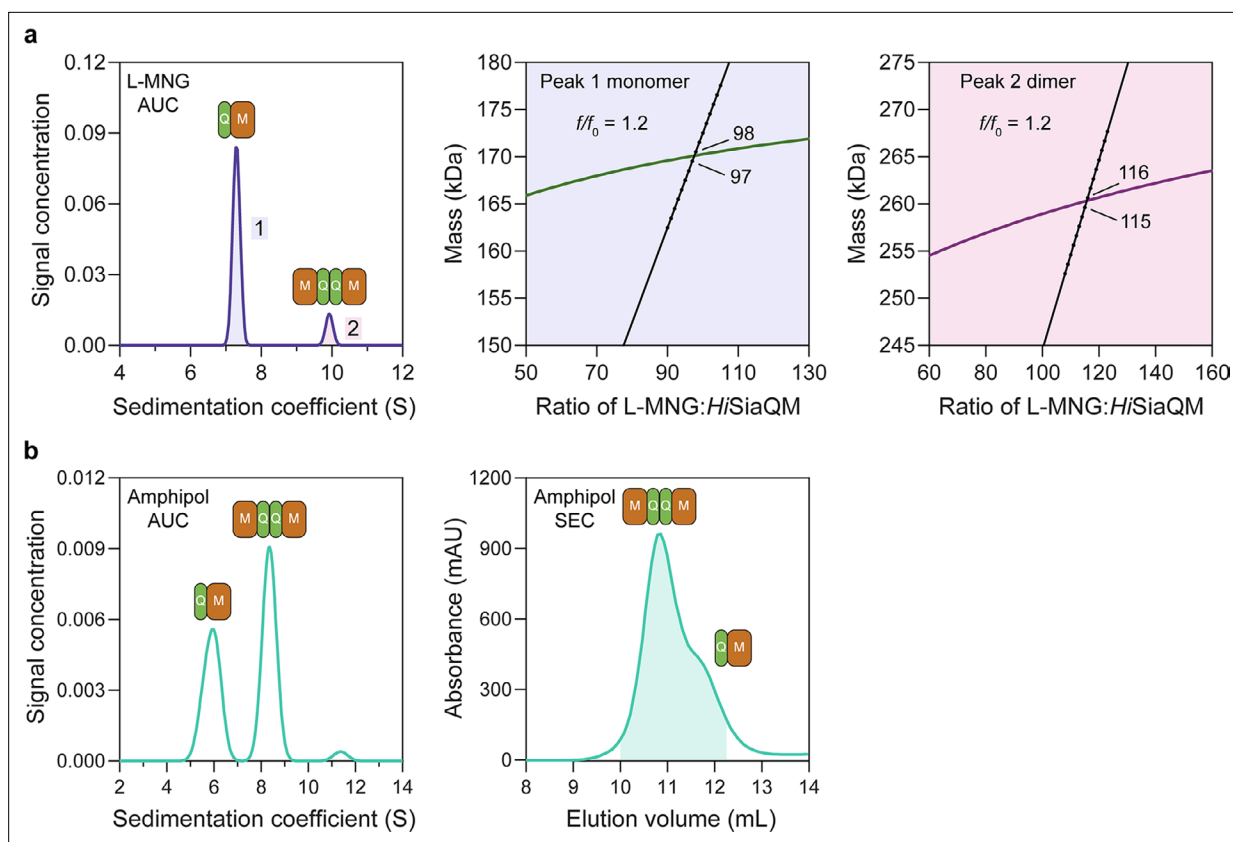 a
0.12
0.09
0.06
0.03
0.00
Signal concentration
L-MNG
AUC
Q M
1
M Q Q M
2
4 6 8 10 12
Sedimentation coefficient (S)
180
175
170
165
160
155
150
Mass (kDa)
Peak 1 monomer
f/f0 = 1.2
98
97
50 70 90 110 130
Ratio of L-MNG:HiSiaQM
275
270
265
260
255
250
245
Mass (kDa)
Peak 2 dimer
f/f0 = 1.2
116
115
60 80 100 120 140 160
Ratio of L-MNG:HiSiaQM
b
0.012
0.009
0.006
0.003
0.000
Signal concentration
Amphipol
AUC
M Q Q M
Q M
2 4 6 8 10 12 14
Sedimentation coefficient (S)
1200
900
600
300
0
Absorbance (mAU)
Amphipol
SEC
M Q Q M
Q M
8 9 10 11 12 13 14
Elution volume (mL)